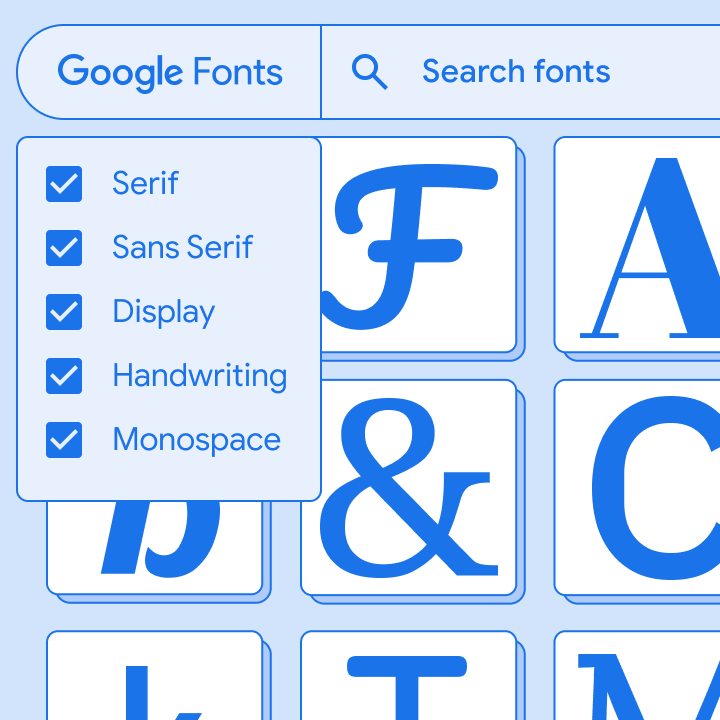 Google Fonts
Search fonts
Serif
Sans Serif
Display
Handwriting
Monospace
F
A
b
&
C
k
T
M